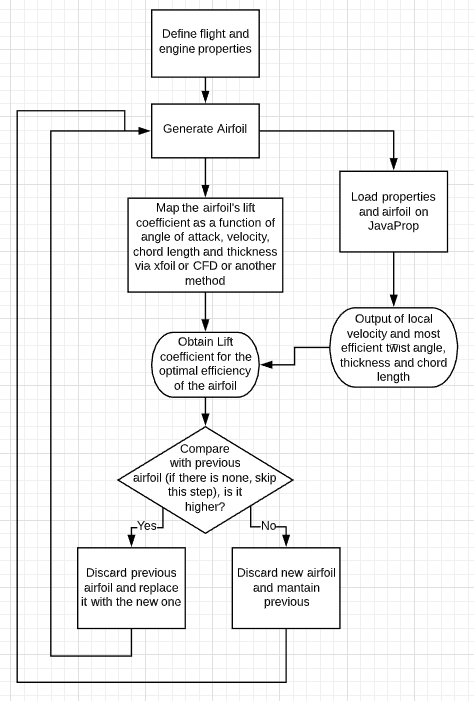 Define flight and
engine properties
Generate Airfoil
Map the airfoil's lift
coefficient as a function of
angle of attack, velocity,
chord length and thickness
via xfoil or CFD or another
method
Load properties
and airfoil on
JavaProp
Output of local
velocity and most
efficient twist angle,
thickness and chord
length
Obtain Lift
coefficient for the
optimal efficiency
of the airfoil
Compare
with previous
airfoil (if there is none, skip
this step), is it
higher?
Yes
No
Discard previous
airfoil and replace
it with the new one
Discard new airfoil
and mantain
previous